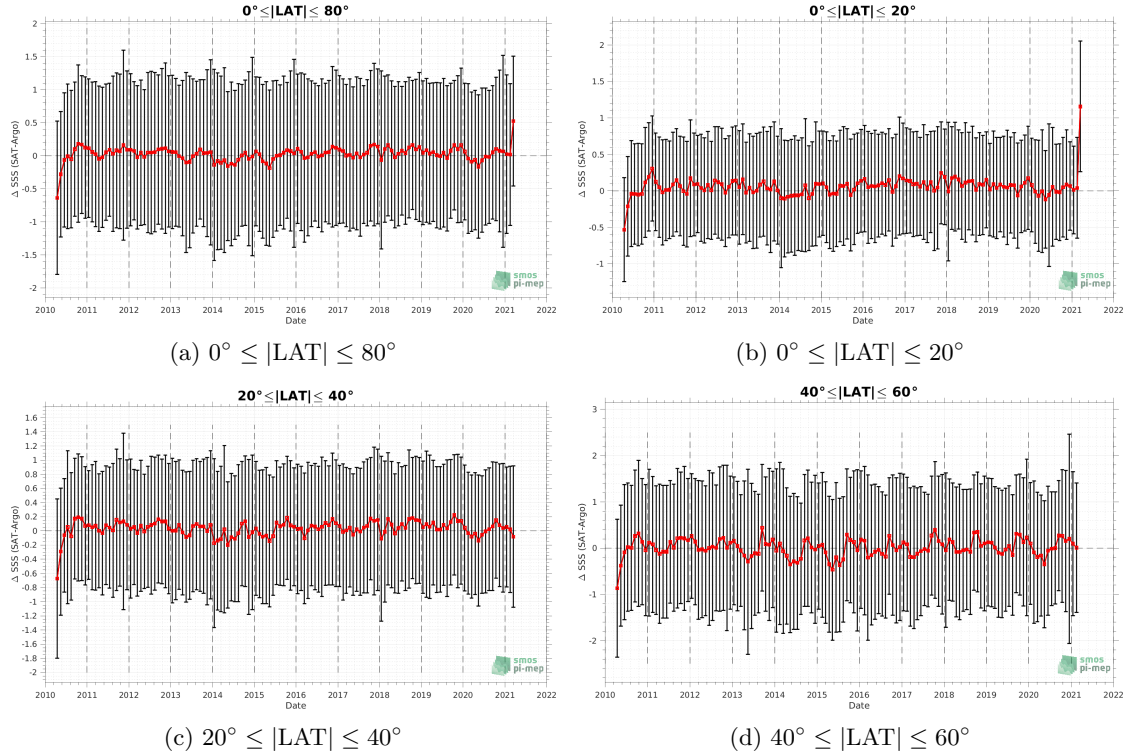 0°≤|LAT|≤ 80°
2
1.5
1
0.5
0
-0.5
-1
-1.5
-2
Δ SSS (SAT-Argo)
2010 2011 2012 2013 2014 2015 2016 2017 2018 2019 2020 2021 2022
Date
smos
pi-mep
(a) 0° ≤ |LAT| ≤ 80°
0°≤|LAT|≤ 20°
2
1.5
1
0.5
0
-0.5
-1
Δ SSS (SAT-Argo)
2010 2011 2012 2013 2014 2015 2016 2017 2018 2019 2020 2021 2022
Date
smos
pi-mep
(b) 0° ≤ |LAT| ≤ 20°
20°≤|LAT|≤ 40°
1.6
1.4
1.2
1
0.8
0.6
0.4
0.2
0
-0.2
-0.4
-0.6
-0.8
-1
-1.2
-1.4
-1.6
-1.8
-2
Δ SSS (SAT-Argo)
2010 2011 2012 2013 2014 2015 2016 2017 2018 2019 2020 2021 2022
Date
smos
pi-mep
(c) 20° ≤ |LAT| ≤ 40°
40°≤|LAT|≤ 60°
3
2
1
0
-1
-2
Δ SSS (SAT-Argo)
2010 2011 2012 2013 2014 2015 2016 2017 2018 2019 2020 2021 2022
Date
smos
pi-mep
(d) 40° ≤ |LAT| ≤ 60°